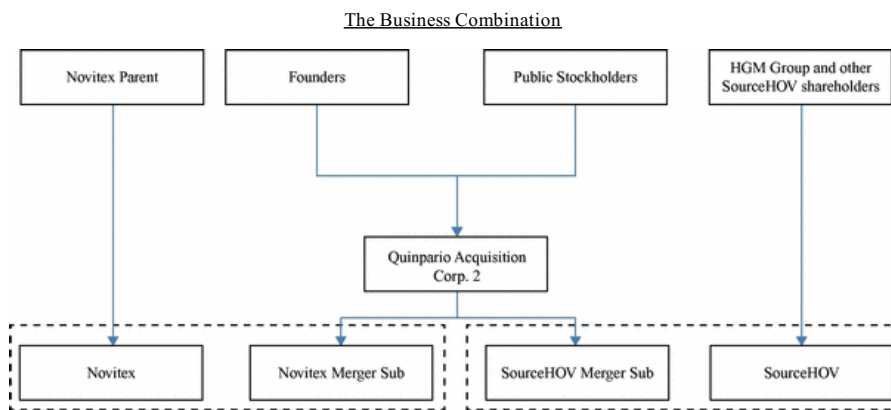 The Business Combination
Novitex Parent
Founders
Public Stockholders
HGM Group and other
SourceHOV shareholders
Quinpario Acquisition
Corp. 2
Novitex
Novitex Merger Sub
SourceHOV Merger Sub
SourceHOV